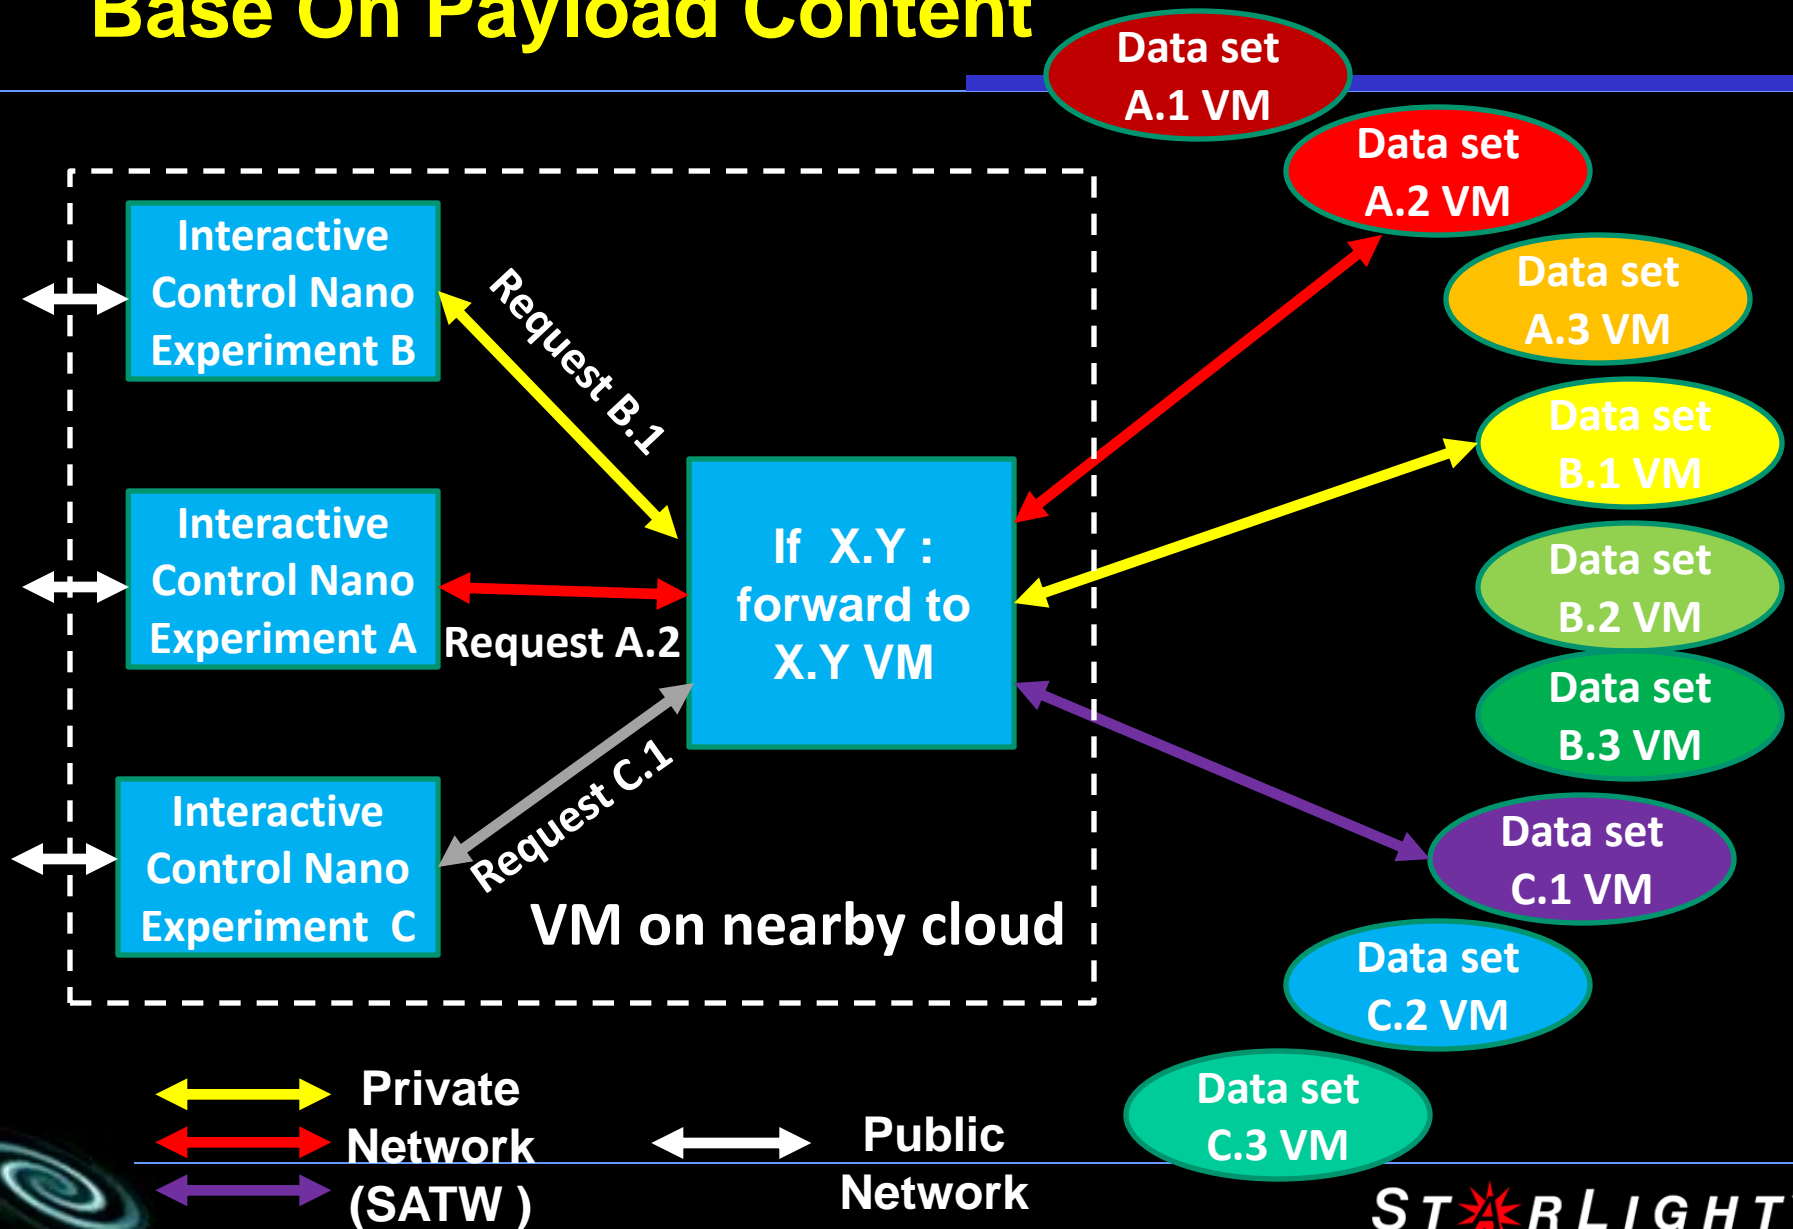 Base On Payload Content
Data set
A.1 VM
Data set
A.2 VM
Data set
A.3 VM
Data set
B.1 VM
Data set
B.2 VM
Data set
B.3 VM
Data set
C.1 VM
Data set
C.2 VM
Data set
C.3 VM
Interactive
Control Nano
Experiment B
Request B.1
Interactive
Control Nano
Experiment A
Request A.2
If X.Y :
forward to
X.Y VM
Interactive
Control Nano
Experiment C
Request C.1
VM on nearby cloud
Private
Network
(SATW )
Public
Network
STARLIGHT